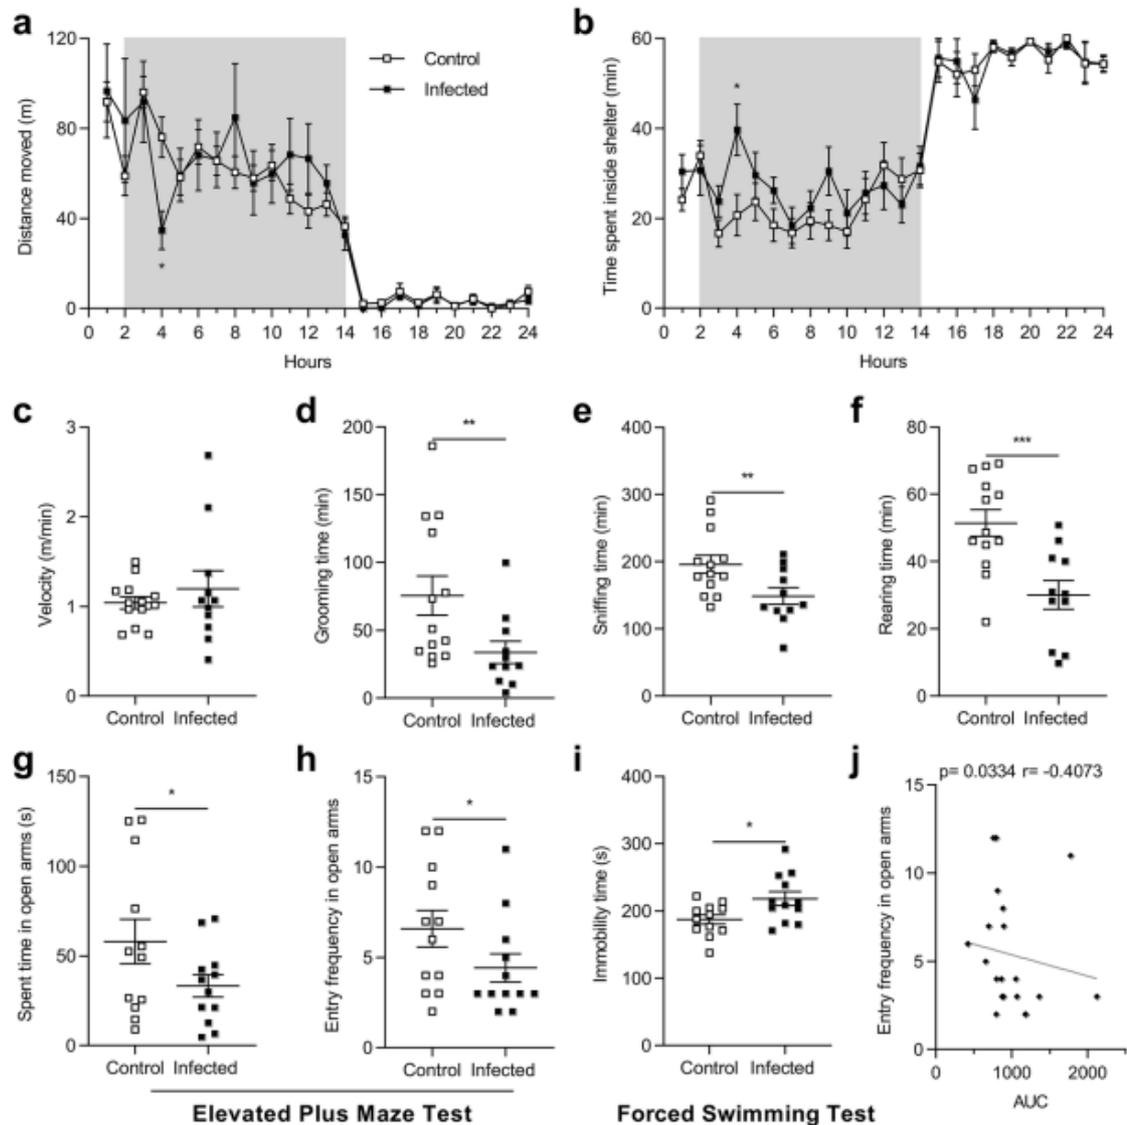 a
120
80
40
0
Distance moved (m)
Control
Infected
*
0 2 4 6 8 10 12 14 16 18 20 22 24
Hours
b
60
40
20
0
Time spent inside shelter (min)
*
0 2 4 6 8 10 12 14 16 18 20 22 24
Hours
c
3
2
1
0
Velocity (m/min)
Control Infected
d
200
150
100
50
0
Grooming time (min)
**
Control Infected
e
400
300
200
100
0
Sniffing time (min)
**
Control Infected
f
80
60
40
20
0
Rearing time (min)
***
Control Infected
g
150
100
50
0
Spent time in open arms (s)
*
Control Infected
h
15
10
5
0
Entry frequency in open arms
*
Control Infected
Elevated Plus Maze Test
i
400
300
200
100
0
Immobility time (s)
*
Control Infected
Forced Swimming Test
j
p= 0.0334 r= -0.4073
15
10
5
0
Entry frequency in open arms
0 1000 2000
AUC